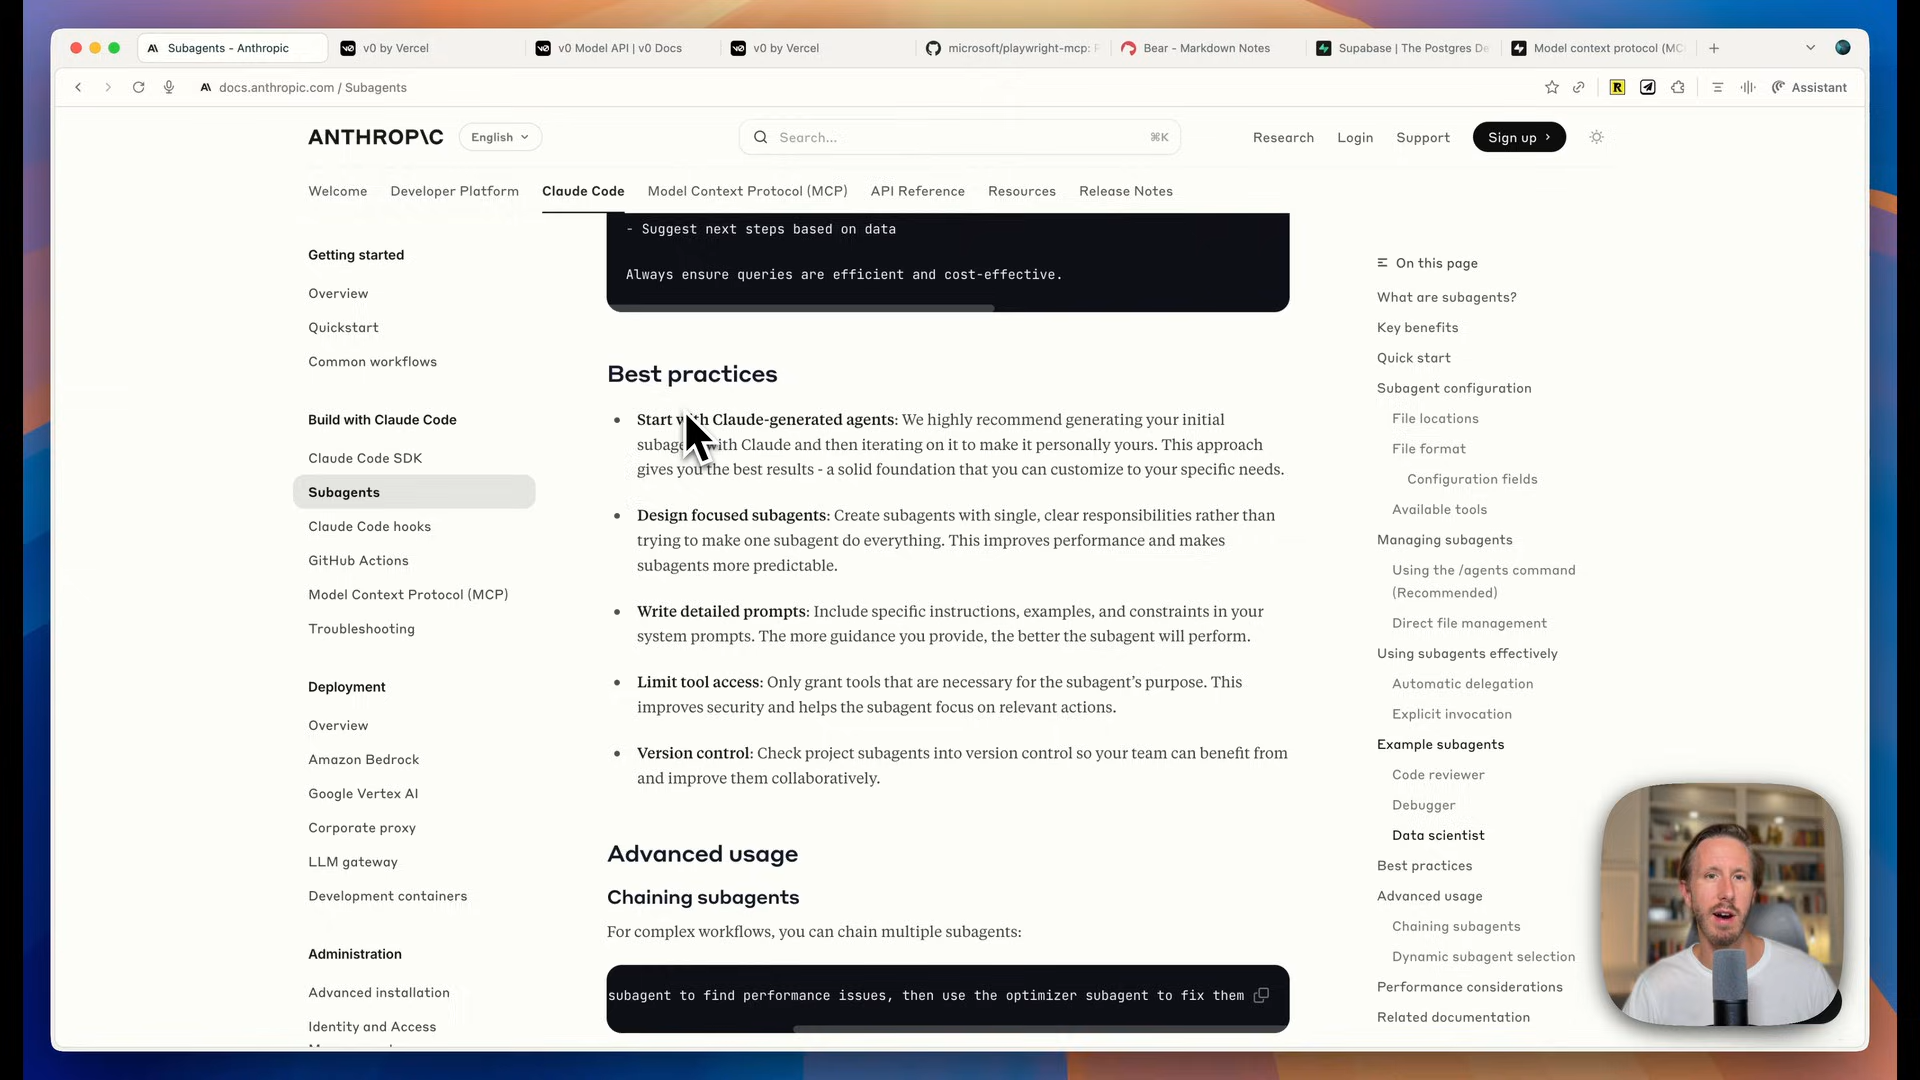 Subagents - Anthropic
v0 by Vercel
v0 Model API | v0 Docs
v0 by Vercel
microsoft/playwright-mcp:
Bear - Markdown Notes
Supabase | The Postgres De
Model context protocol (MC
docs.anthropic.com / Subagents
Assistant
ANTHROP\C
English
Search...
⌘K
Research
Login
Support
Sign up
Welcome
Developer Platform
Claude Code
Model Context Protocol (MCP)
API Reference
Resources
Release Notes
Getting started
Overview
Quickstart
Common workflows
Build with Claude Code
Claude Code SDK
Subagents
Claude Code hooks
GitHub Actions
Model Context Protocol (MCP)
Troubleshooting
Deployment
Overview
Amazon Bedrock
Google Vertex AI
Corporate proxy
LLM gateway
Development containers
Administration
Advanced installation
Identity and Access
- Suggest next steps based on data
Always ensure queries are efficient and cost-effective.
Best practices
• Start with Claude-generated agents: We highly recommend generating your initial
subage with Claude and then iterating on it to make it personally yours. This approach
gives you the best results - a solid foundation that you can customize to your specific needs.
• Design focused subagents: Create subagents with single, clear responsibilities rather than
trying to make one subagent do everything. This improves performance and makes
subagents more predictable.
• Write detailed prompts: Include specific instructions, examples, and constraints in your
system prompts. The more guidance you provide, the better the subagent will perform.
• Limit tool access: Only grant tools that are necessary for the subagent's purpose. This
improves security and helps the subagent focus on relevant actions.
• Version control: Check project subagents into version control so your team can benefit from
and improve them collaboratively.
Advanced usage
Chaining subagents
For complex workflows, you can chain multiple subagents:
subagent to find performance issues, then use the optimizer subagent to fix them
On this page
What are subagents?
Key benefits
Quick start
Subagent configuration
File locations
File format
Configuration fields
Available tools
Managing subagents
Using the /agents command
(Recommended)
Direct file management
Using subagents effectively
Automatic delegation
Explicit invocation
Example subagents
Code reviewer
Debugger
Data scientist
Best practices
Advanced usage
Chaining subagents
Dynamic subagent selection
Performance considerations
Related documentation